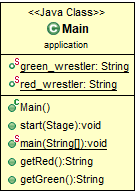 <<Java Class>>
Main
application
green_wrestler: String
red_wrestler: String
Main()
start(Stage):void
main(String[]):void
getRed():String
getGreen():String